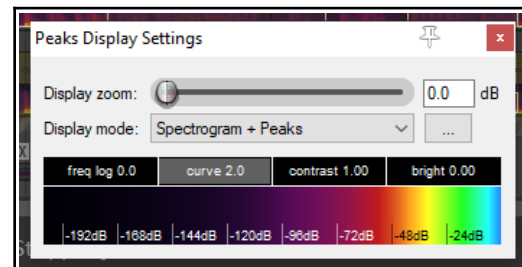 Peaks Display Settings x
Display zoom: 0.0 dB
Display mode: Spectrogram + Peaks ...
freq log 0.0 curve 2.0 contrast 1.00 bright 0.00
-192dB -168dB -144dB -120dB -96dB -72dB -48dB -24dB